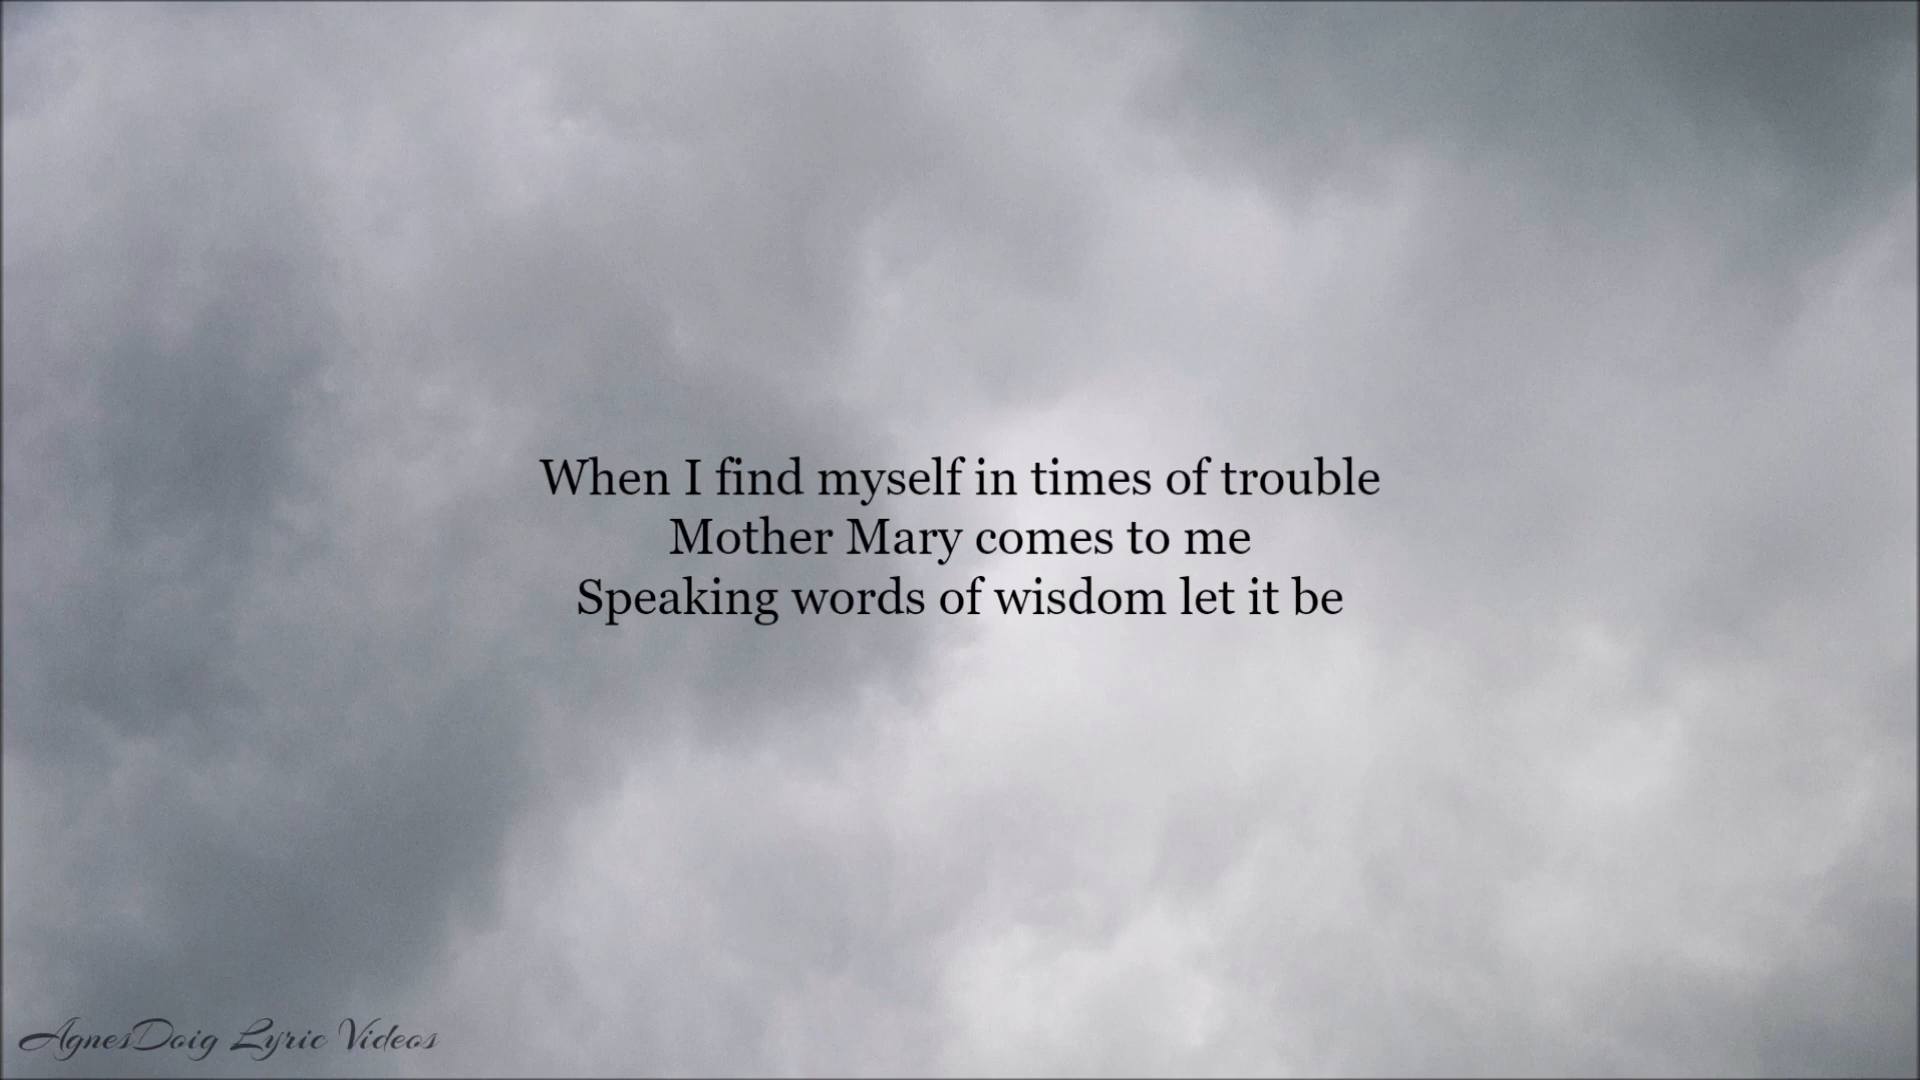 When I find myself in times of trouble
Mother Mary comes to me
Speaking words of wisdom let it be
AgnesDoig Lyric Videos